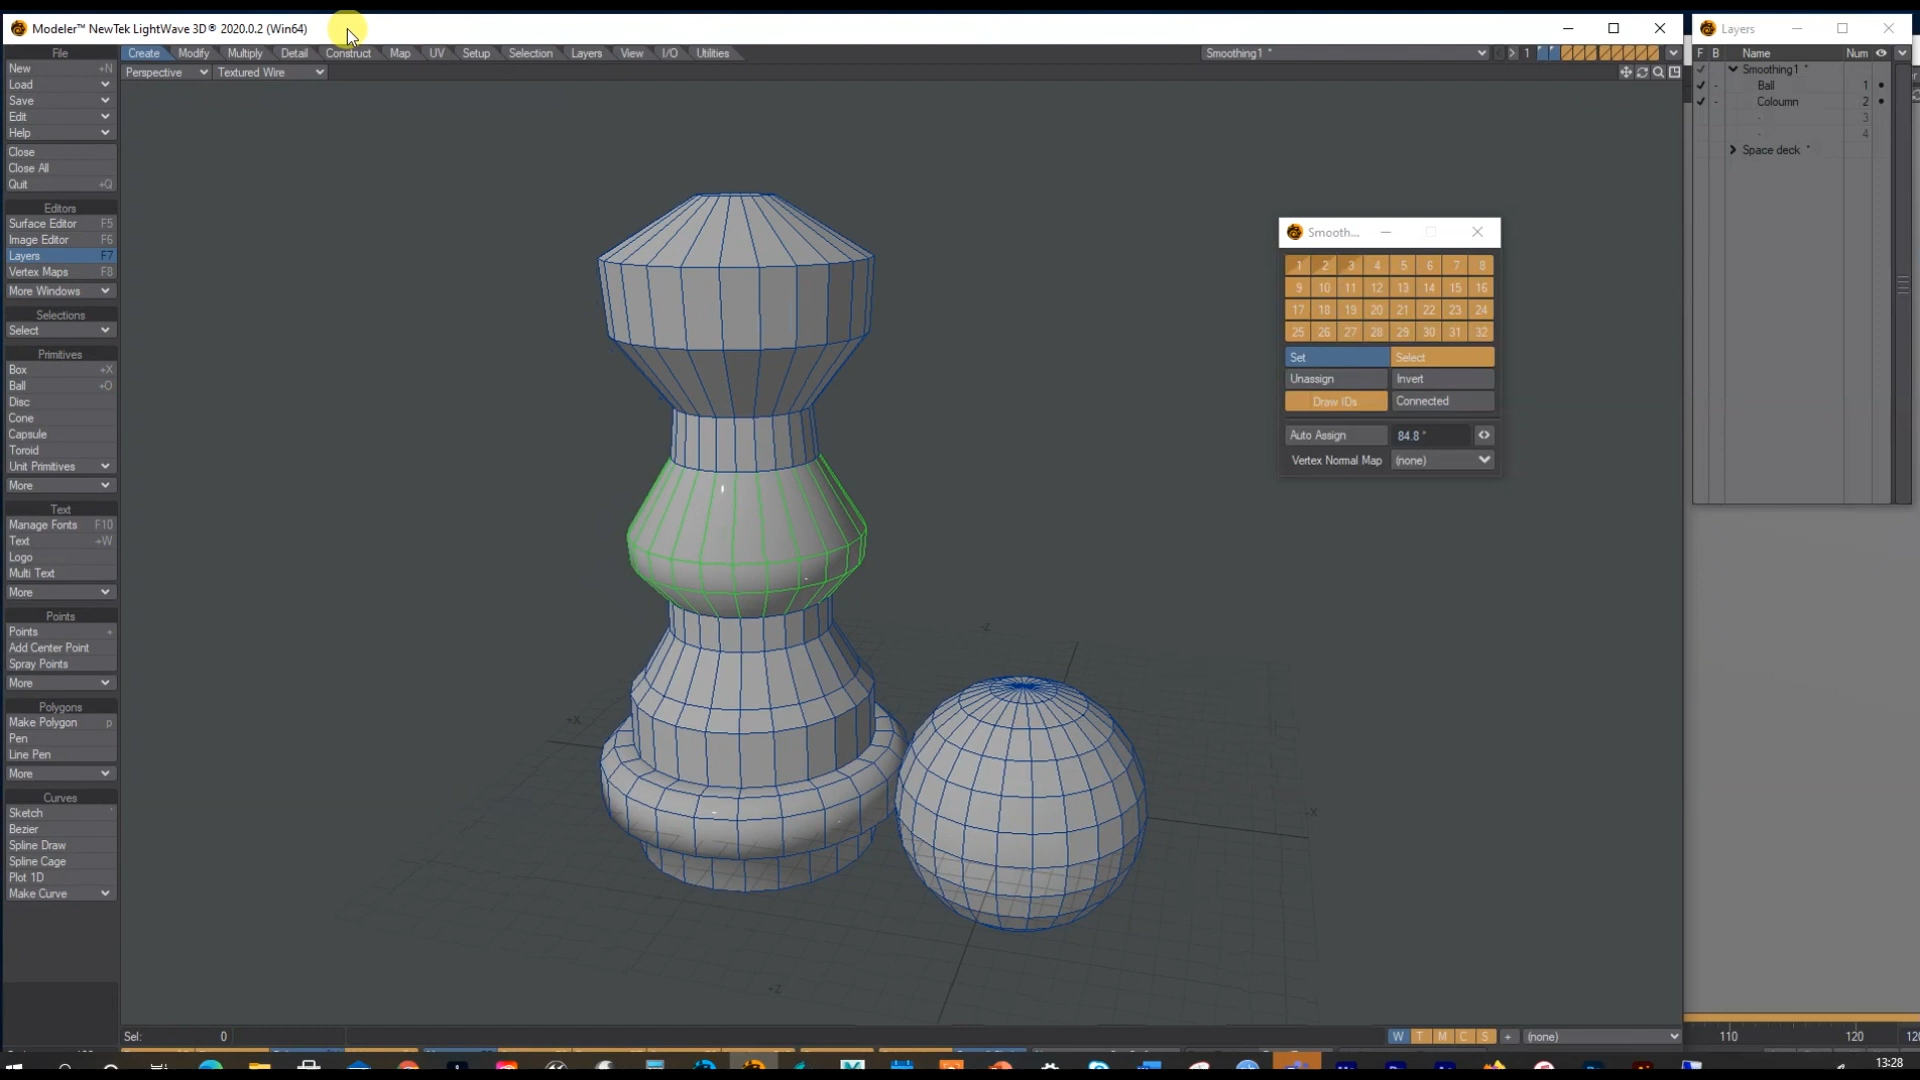 Modeler™ NewTek LightWave 3D® 2020.0.2 (Win64)
Layers
File
Create Modify Multiply Detail Construct Map UV Setup Selection Layers View I/O Utilities
Smoothing1 * 1
F B Name Num
New +N
Perspective Textured Wire
Smoothing1 *
Load
Ball 1
Save
Coloumn 2
Edit
3
Help
4
Close
Space deck *
Close All
Quit +Q
Editors
Surface Editor F5
Smooth...
Image Editor F6
Layers F7
1 2 3 4 5 6 7 8
Vertex Maps F8
9 10 11 12 13 14 15 16
More Windows
17 18 19 20 21 22 23 24
Selections
25 26 27 28 29 30 31 32
Select
Primitives
Set Select
Box +X
Unassign Invert
Ball +O
Draw IDs Connected
Disc
Cone
Auto Assign 84.8 °
Capsule
Vertex Normal Map (none)
Toroid
Unit Primitives
More
Text
Manage Fonts F10
Text +W
Logo
Multi Text
More
Points
Points +
Add Center Point
Spray Points
More
Polygons
Make Polygon p
Pen
Line Pen
More
Curves
Sketch
Bezier
Spline Draw
Spline Cage
Plot 1D
Make Curve
-Z
+X
-X
+Z
Sel: 0
W T M C S + (none)
110 120
13:28